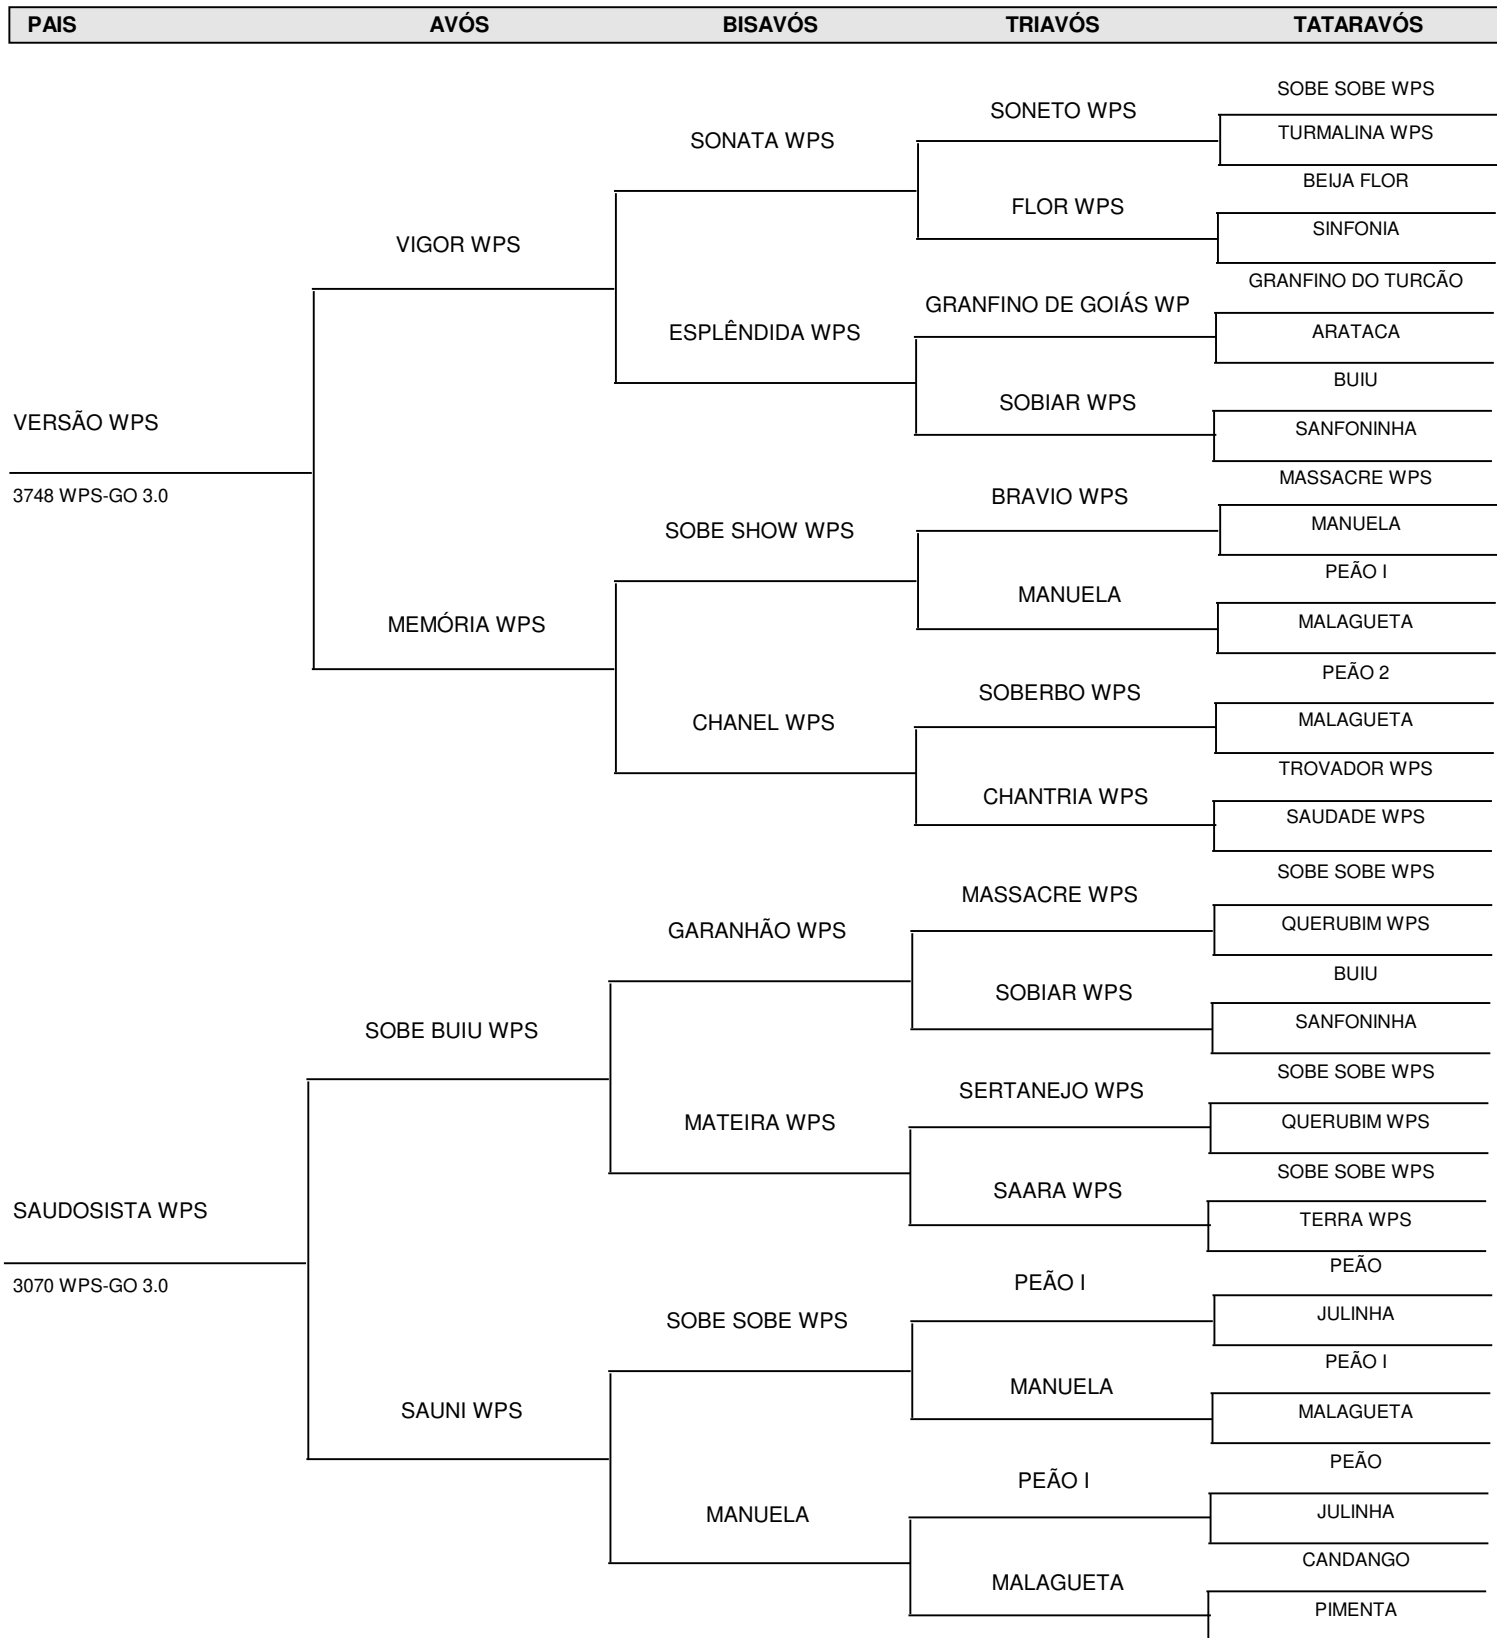 PAIS AVÓS BISAVÓS TRIAVÓS TATARAVÓS
SOBE SOBE WPS
SONETO WPS
TURMALINA WPS
SONATA WPS
BEIJA FLOR
FLOR WPS
SINFONIA
VIGOR WPS
GRANFINO DO TURCÃO
GRANFINO DE GOIÁS WP
ARATACA
ESPLÊNDIDA WPS
BUIU
SOBIAR WPS
SANFONINHA
VERSÃO WPS
3748 WPS-GO 3.0
MASSACRE WPS
BRAVIO WPS
MANUELA
SOBE SHOW WPS
PEÃO I
MANUELA
MALAGUETA
MEMÓRIA WPS
PEÃO 2
SOBERBO WPS
MALAGUETA
CHANEL WPS
TROVADOR WPS
CHANTRIA WPS
SAUDADE WPS
SOBE SOBE WPS
MASSACRE WPS
QUERUBIM WPS
GARANHÃO WPS
BUIU
SOBIAR WPS
SANFONINHA
SOBE BUIU WPS
SOBE SOBE WPS
SERTANEJO WPS
QUERUBIM WPS
MATEIRA WPS
SOBE SOBE WPS
SAARA WPS
TERRA WPS
SAUDOSISTA WPS
3070 WPS-GO 3.0
PEÃO
PEÃO I
JULINHA
SOBE SOBE WPS
PEÃO I
MANUELA
MALAGUETA
SAUNI WPS
PEÃO
PEÃO I
JULINHA
MANUELA
CANDANGO
MALAGUETA
PIMENTA